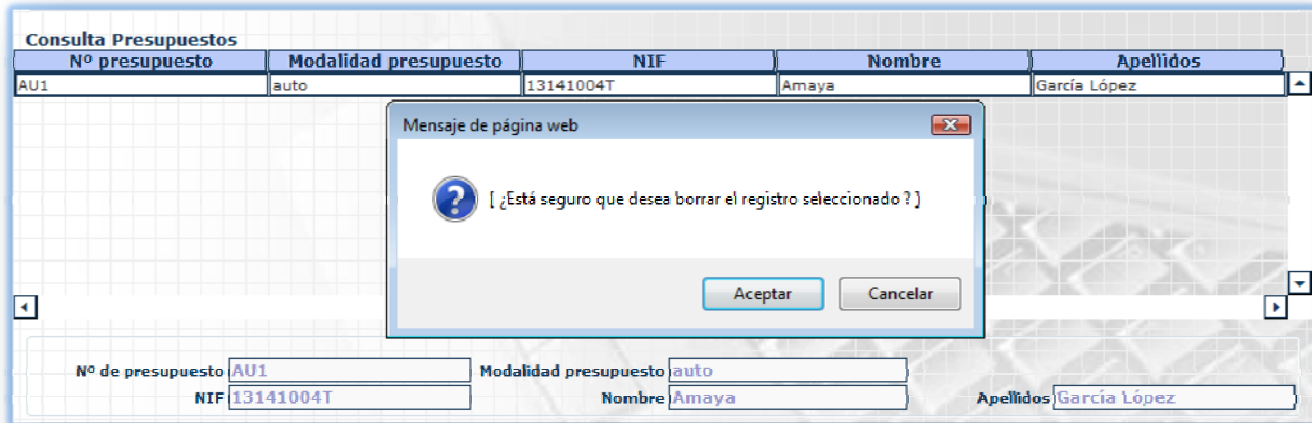 Consulta Presupuestos
Nº presupuesto Modalidad presupuesto NIF Nombre Apellidos
AU1 auto 13141004T Amaya García López
Mensaje de página web
[ ¿Está seguro que desea borrar el registro seleccionado ? ]
Aceptar Cancelar
Nº de presupuesto AU1 Modalidad presupuesto auto
NIF 13141004T Nombre Amaya Apellidos García López